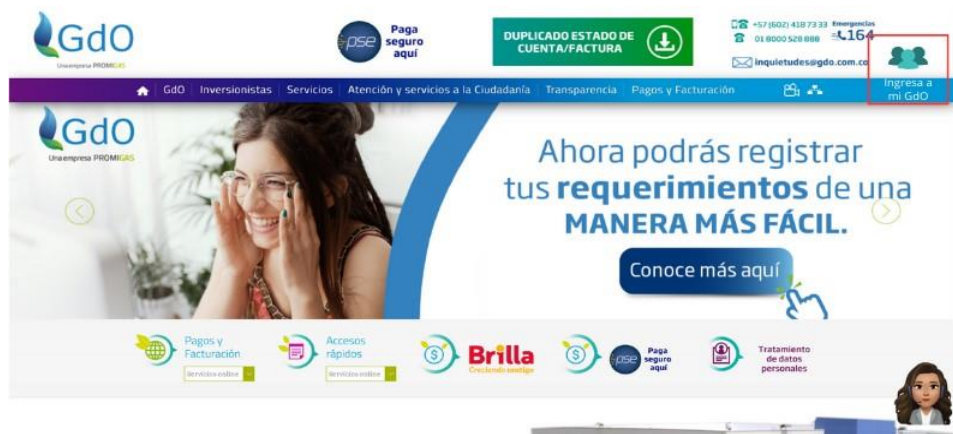 GdO
Una empresa PROMIGAS
pse
Paga
seguro
aquí
DUPLICADO ESTADO DE
CUENTA/FACTURA
+57 (602) 418 73 33
Emergencias
01 8000 528 888
164
inquietudes@gdo.com.co
GdO
Inversionistas
Servicios
Atención y servicios a la Ciudadanía
Transparencia
Pagos y Facturación
Ingresa a
mi GdO
GdO
Una empresa PROMIGAS
Ahora podrás registrar
tus requerimientos de una
MANERA MÁS FÁCIL.
Conoce más aquí
Pagos y
Facturación
Servicios online
Accesos
rápidos
Servicios online
Brilla
Creciendo contigo
pse
Paga
seguro
aquí
Tratamiento
de datos
personales